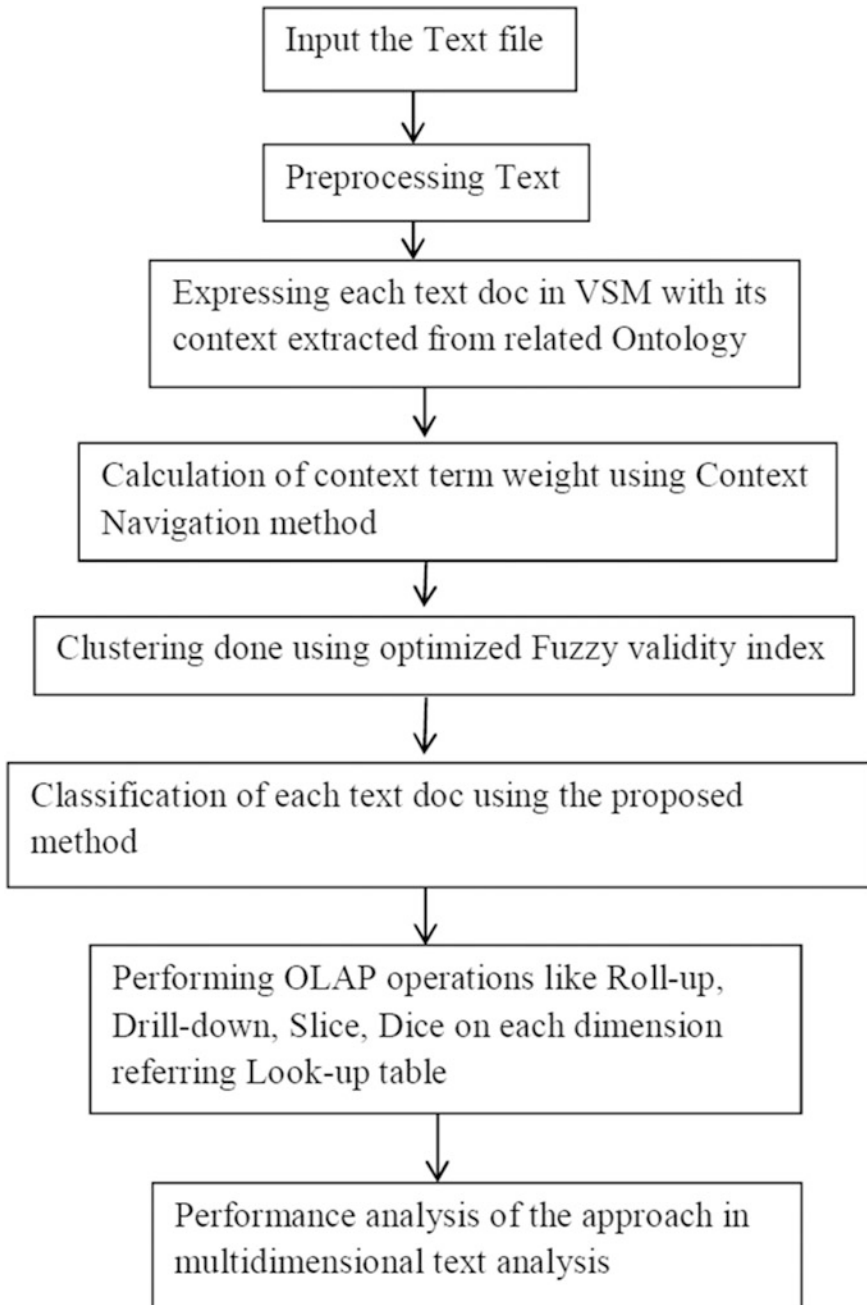 Input the Text file
Preprocessing Text
Expressing each text doc in VSM with its
context extracted from related Ontology
Calculation of context term weight using Context
Navigation method
Clustering done using optimized Fuzzy validity index
Classification of each text doc using the proposed
method
Performing OLAP operations like Roll-up,
Drill-down, Slice, Dice on each dimension
referring Look-up table
Performance analysis of the approach in
multidimensional text analysis